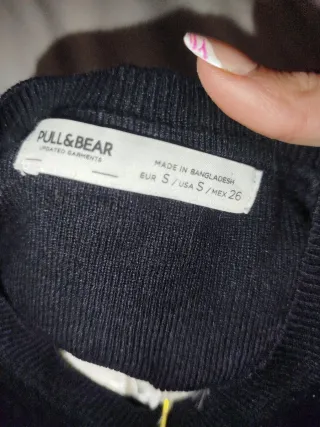 PULL&BEAR
UPDATED GARMENTS
MADE IN BANGLADESH
EUR S / USA S / MEX 26